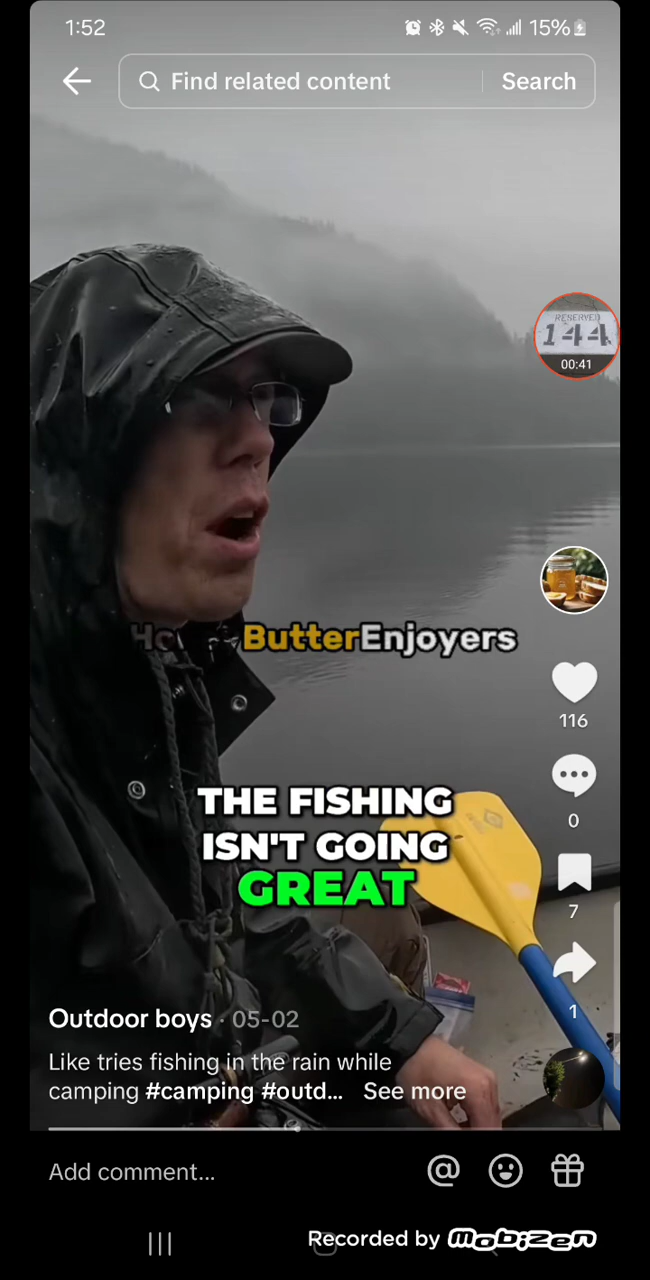 1:52
15%
Find related content
Search
RESERVED
144
00:41
ButterEnjoyers
116
THE FISHING
ISN'T GOING
GREAT
0
7
1
Outdoor boys · 05-02
Like tries fishing in the rain while
camping #camping #outd... See more
Add comment...
Recorded by mobizen